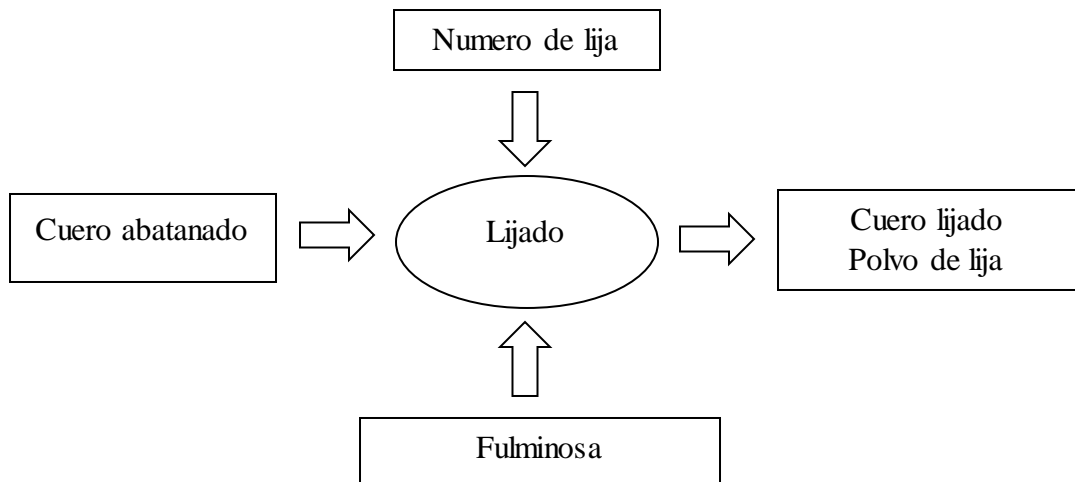 Numero de lija
Cuero abatanado
Lijado
Cuero lijado
Polvo de lija
Fulminosa